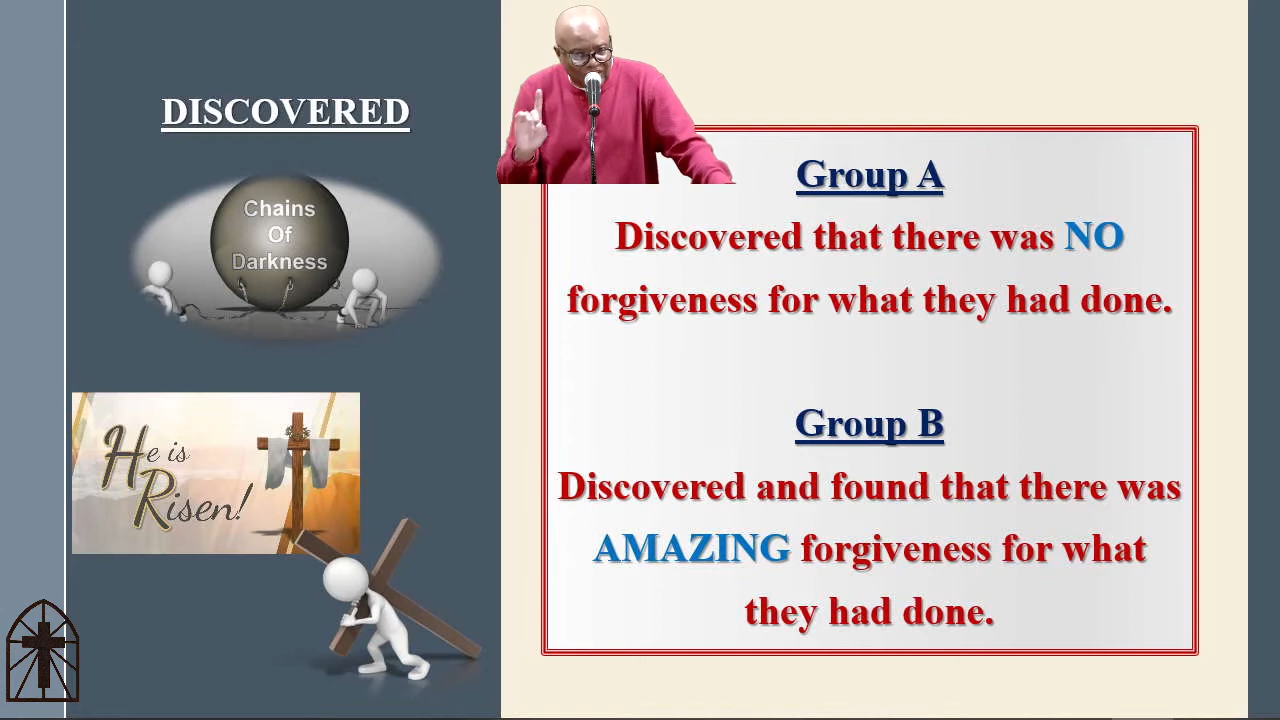 DISCOVERED
Chains
Of
Darkness
He is
Risen!
Group A
Discovered that there was NO
forgiveness for what they had done.
Group B
Discovered and found that there was
AMAZING forgiveness for what
they had done.